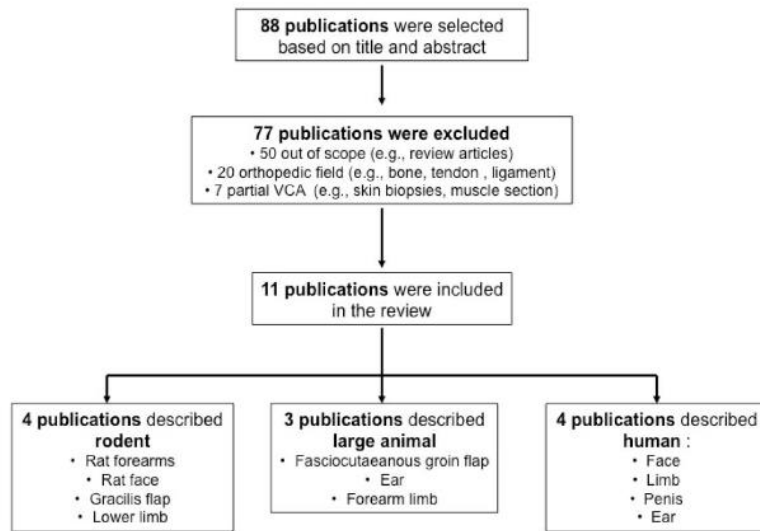 88 publications were selected
based on title and abstract
77 publications were excluded
• 50 out of scope (e.g., review articles)
• 20 orthopedic field (e.g., bone, tendon , ligament)
• 7 partial VCA (e.g., skin biopsies, muscle section)
11 publications were included
in the review
4 publications described
rodent
• Rat forearms
• Rat face
• Gracilis flap
• Lower limb
3 publications described
large animal
• Fasciocutaeanous groin flap
• Ear
• Forearm limb
4 publications described
human :
• Face
• Limb
• Penis
• Ear